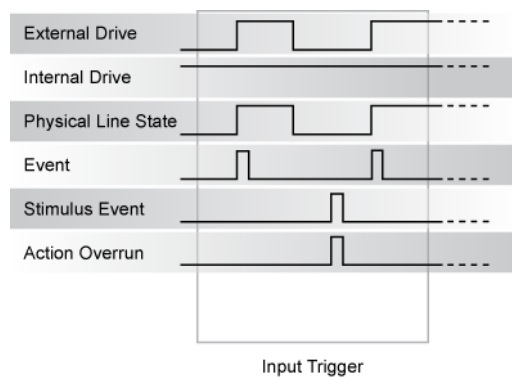 External Drive
Internal Drive
Physical Line State
Event
Stimulus Event
Action Overrun
Input Trigger